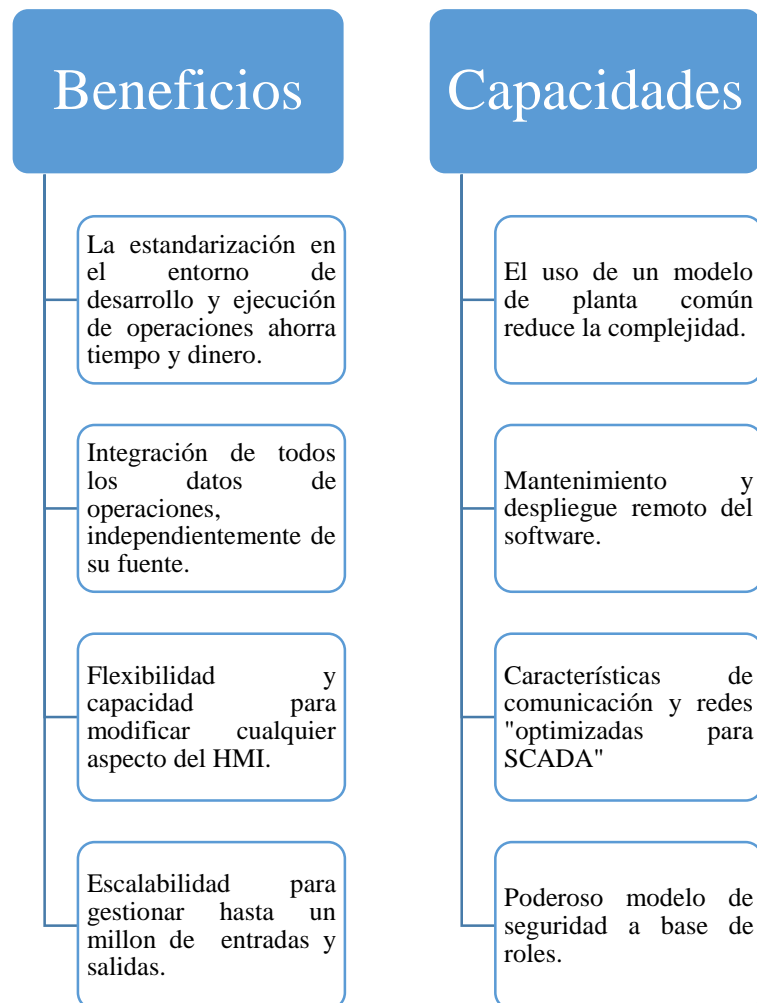 Beneficios
La estandarización en
el entorno de
desarrollo y ejecución
de operaciones ahorra
tiempo y dinero.
Integración de todos
los datos de
operaciones,
independientemente de
su fuente.
Flexibilidad y
capacidad para
modificar cualquier
aspecto del HMI.
Escalabilidad para
gestionar hasta un
millon de entradas y
salidas.
Capacidades
El uso de un modelo
de planta común
reduce la complejidad.
Mantenimiento y
despliegue remoto del
software.
Características de
comunicación y redes
"optimizadas para
SCADA"
Poderoso modelo de
seguridad a base de
roles.